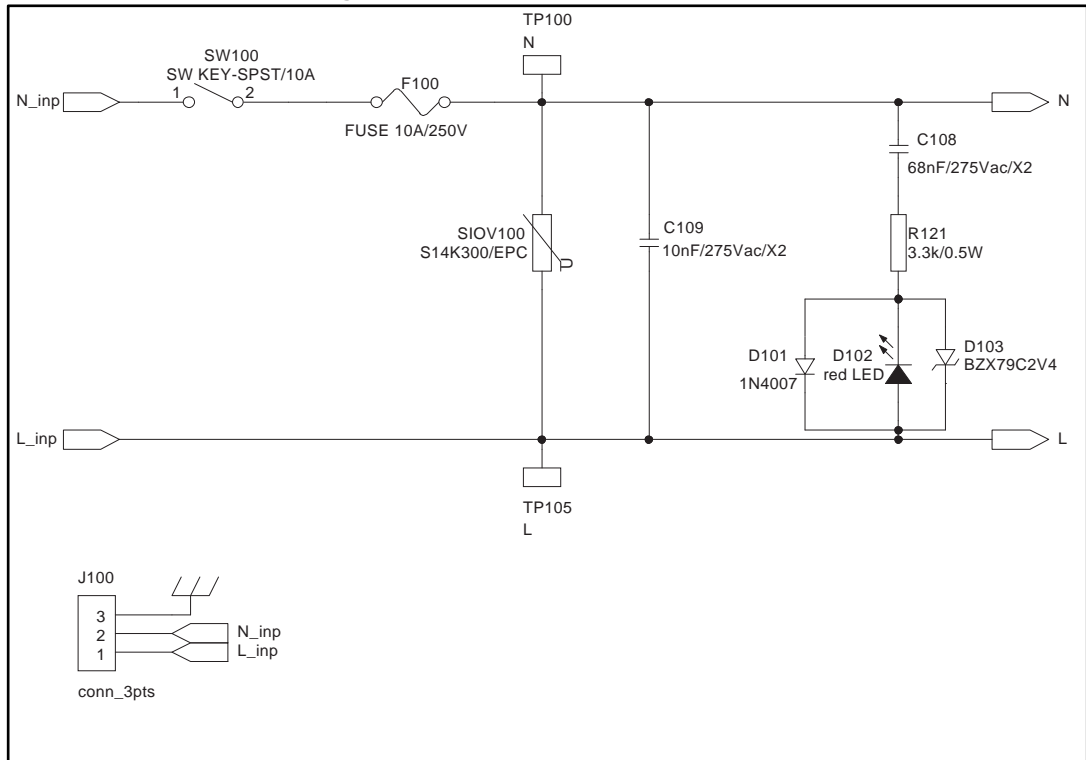 TP100
N
SW100
SW KEY-SPST/10A
F100
N_inp
1
2
N
FUSE 10A/250V
C108
68nF/275Vac/X2
SIOV100
S14K300/EPC
U
C109
10nF/275Vac/X2
R121
3.3k/0.5W
D101
1N4007
D102
red LED
D103
BZX79C2V4
L_inp
L
TP105
L
J100
3
2
1
N_inp
L_inp
conn_3pts